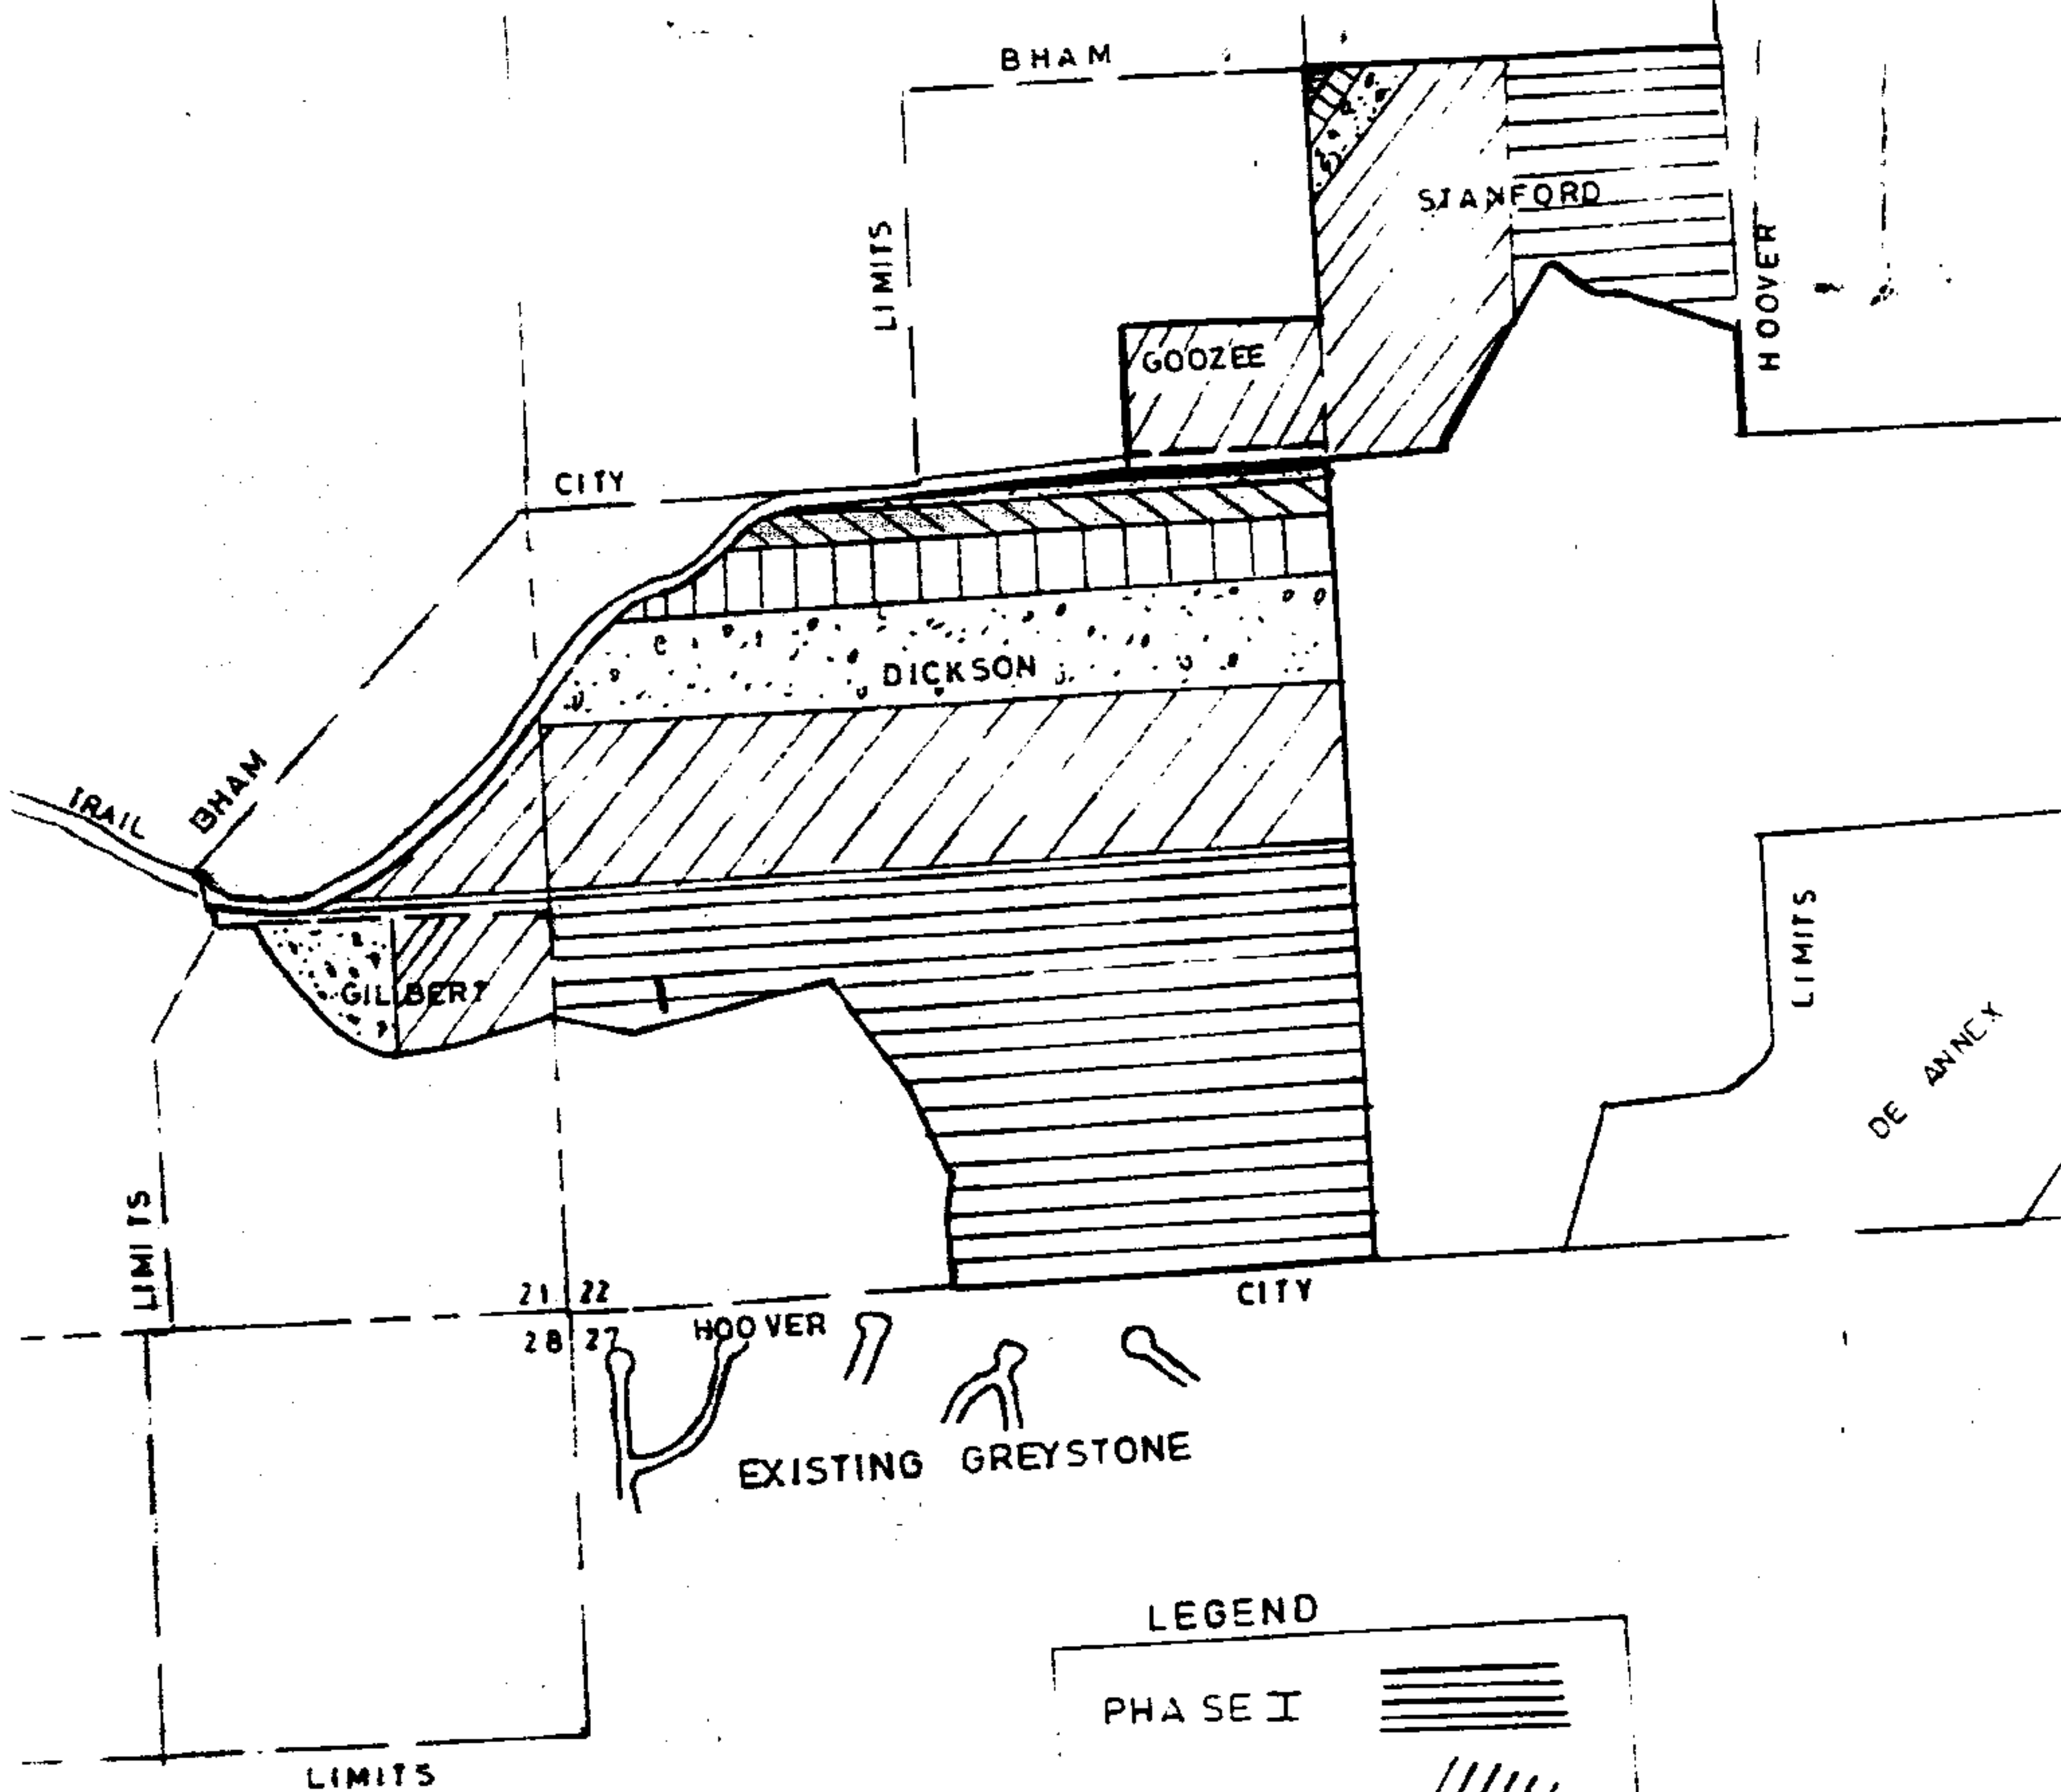 BHAM
STANFORD
LIMITS
HOOVER
GOOZEE
CITY
DICKSON
BHAM
TRAIL
LIMITS
GILBERT
DE ANNEX
LIMITS
21 22
CITY
28 27
HOOVER
EXISTING GREYSTONE
LEGEND
PHASE I
LIMITS